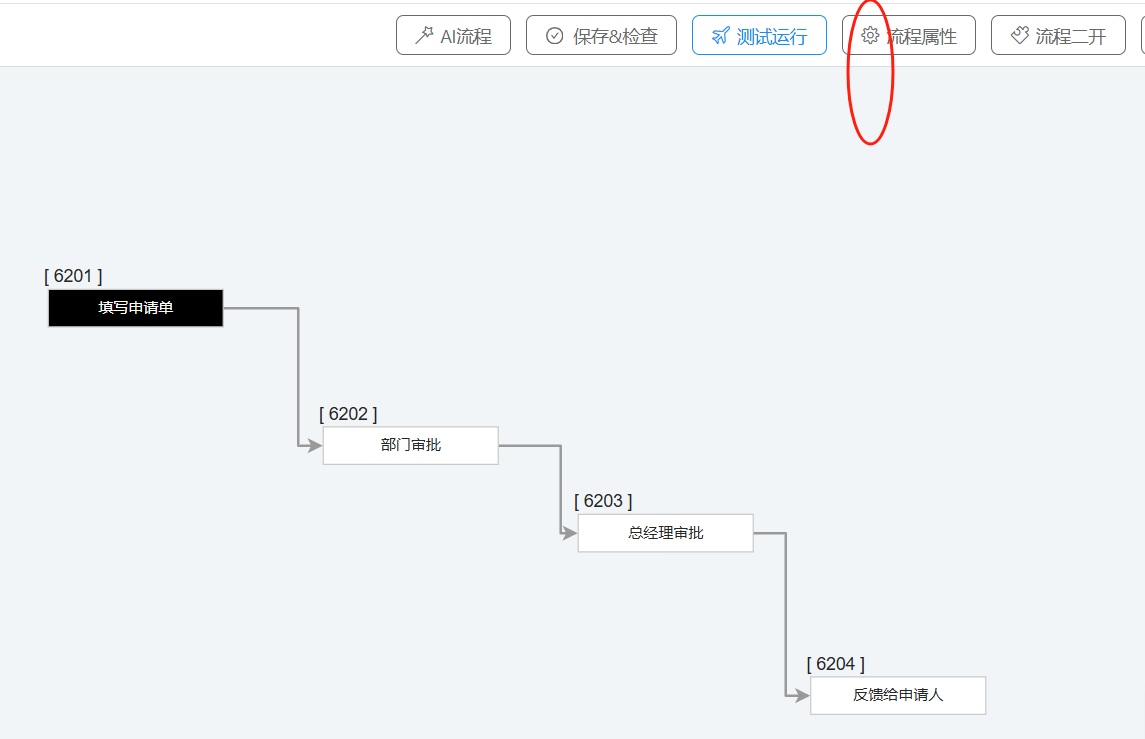 AI流程 保存&检查 测试运行 流程属性 流程二开
[ 6201 ]
填写申请单
[ 6202 ]
部门审批
[ 6203 ]
总经理审批
[ 6204 ]
反馈给申请人